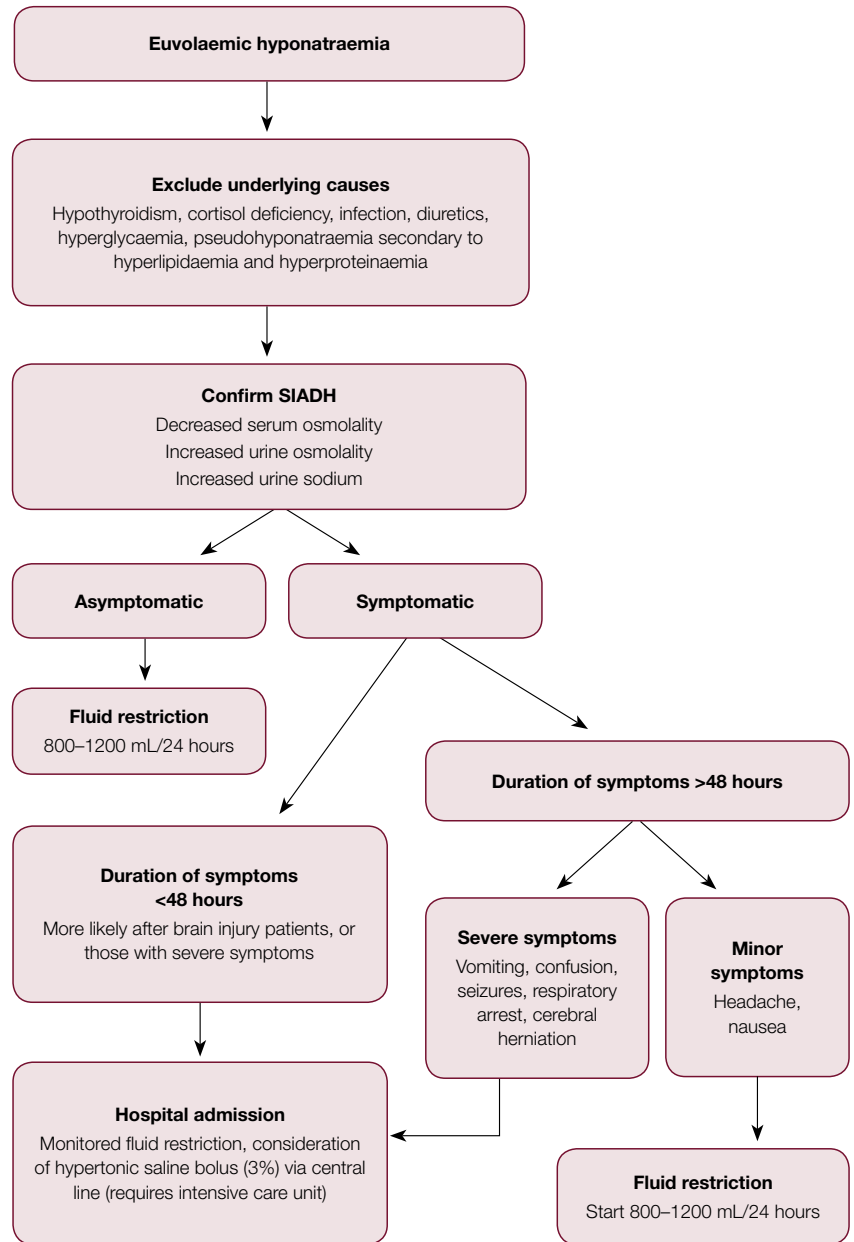 Euvolaemic hyponatraemia
Exclude underlying causes
Hypothyroidism, cortisol deficiency, infection, diuretics,
hyperglycaemia, pseudohyponatraemia secondary to
hyperlipidaemia and hyperproteinaemia
Confirm SIADH
Decreased serum osmolality
Increased urine osmolality
Increased urine sodium
Asymptomatic
Symptomatic
Fluid restriction
800–1200 mL/24 hours
Duration of symptoms >48 hours
Duration of symptoms
<48 hours
More likely after brain injury patients, or
those with severe symptoms
Severe symptoms
Vomiting, confusion,
seizures, respiratory
arrest, cerebral
herniation
Minor
symptoms
Headache,
nausea
Hospital admission
Monitored fluid restriction, consideration
of hypertonic saline bolus (3%) via central
line (requires intensive care unit)
Fluid restriction
Start 800–1200 mL/24 hours